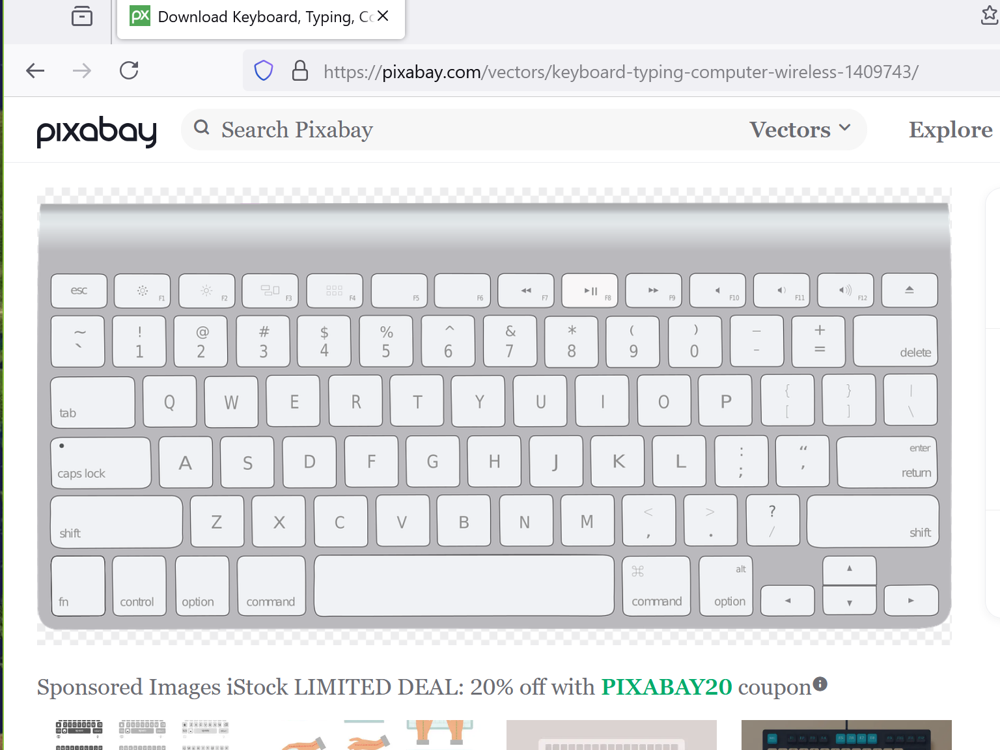 px Download Keyboard, Typing, Co
https://pixabay.com/vectors/keyboard-typing-computer-wireless-1409743/
pixabay
Search Pixabay
Vectors
Explore
esc F1 F2 F3 F4 F5 F6 F7 F8 F9 F10 F11 F12
~ ! @ # $ % ^ & * ( ) – +
` 1 2 3 4 5 6 7 8 9 0 - = delete
tab Q W E R T Y U I O P { [ } ] | \
caps lock A S D F G H J K L : ; “ , enter return
shift Z X C V B N M < , > . ? / shift
fn control option command ⌘ command alt option ◂ ▴ ▾ ▸
Sponsored Images iStock LIMITED DEAL: 20% off with PIXABAY20 coupon